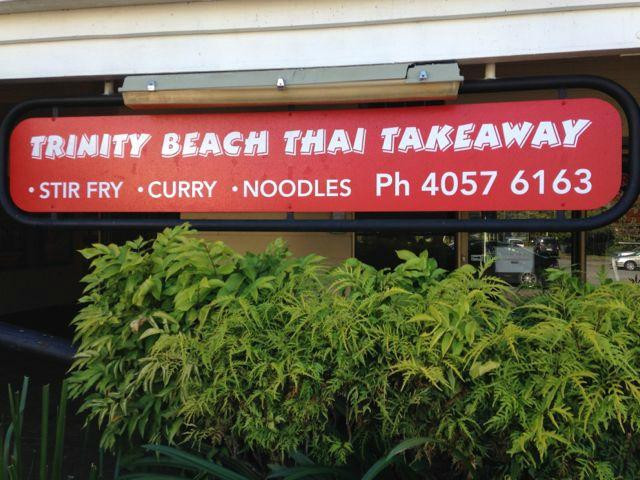 TRINITY BEACH THAI TAKEAWAY
• STIR FRY • CURRY • NOODLES Ph 4057 6163